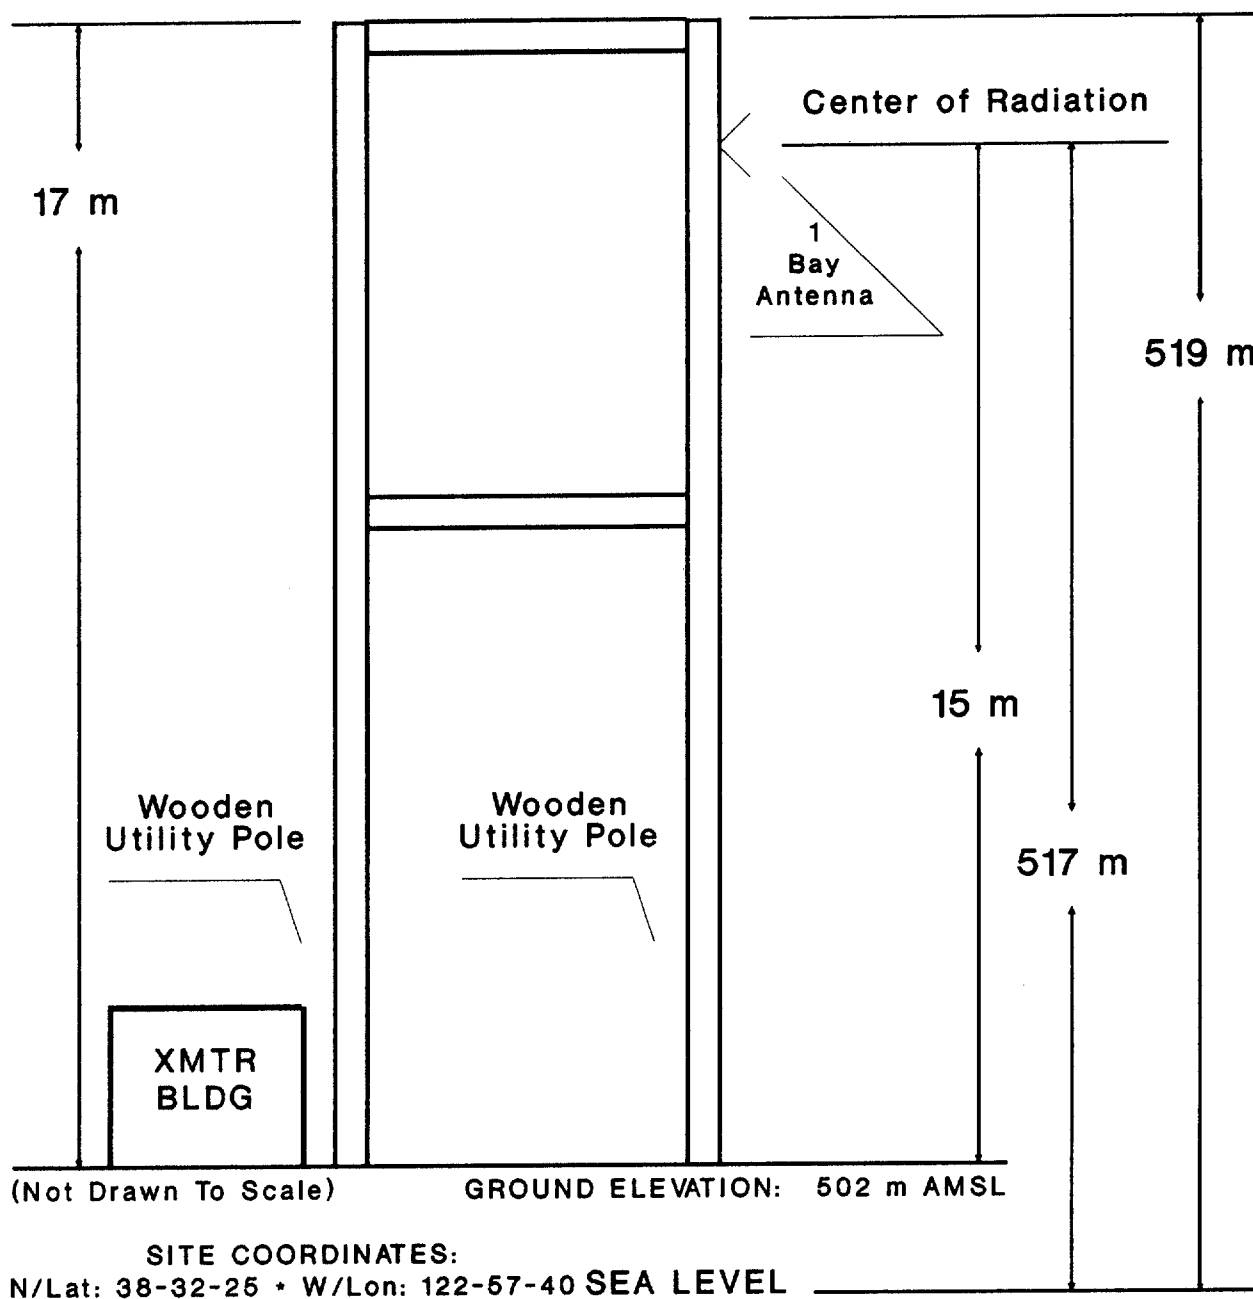 Center of Radiation
17 m
1
Bay
Antenna
519 m
15 m
Wooden
Utility Pole
Wooden
Utility Pole
517 m
XMTR
BLDG
(Not Drawn To Scale)
GROUND ELEVATION: 502 m AMSL
SITE COORDINATES:
N/Lat: 38-32-25 * W/Lon: 122-57-40 SEA LEVEL